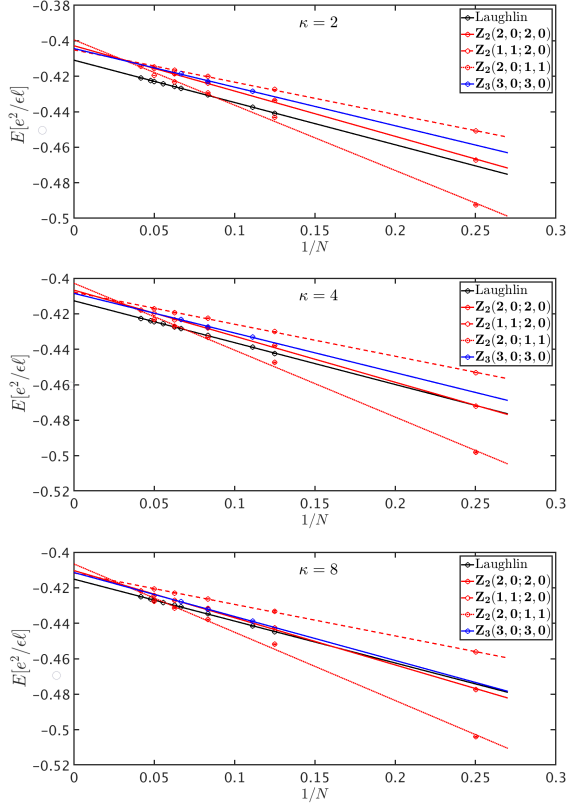 κ = 2
Laughlin
Z₂(2, 0; 2, 0)
Z₂(1, 1; 2, 0)
Z₂(2, 0; 1, 1)
Z₃(3, 0; 3, 0)
E[e²/ϵℓ]
−0.38
−0.4
−0.42
−0.44
−0.46
−0.48
−0.5
0 0.05 0.1 0.15 0.2 0.25 0.3
1/N
κ = 4
Laughlin
Z₂(2, 0; 2, 0)
Z₂(1, 1; 2, 0)
Z₂(2, 0; 1, 1)
Z₃(3, 0; 3, 0)
E[e²/ϵℓ]
−0.4
−0.42
−0.44
−0.46
−0.48
−0.5
−0.52
0 0.05 0.1 0.15 0.2 0.25 0.3
1/N
κ = 8
Laughlin
Z₂(2, 0; 2, 0)
Z₂(1, 1; 2, 0)
Z₂(2, 0; 1, 1)
Z₃(3, 0; 3, 0)
E[e²/ϵℓ]
−0.4
−0.42
−0.44
−0.46
−0.48
−0.5
−0.52
0 0.05 0.1 0.15 0.2 0.25 0.3
1/N